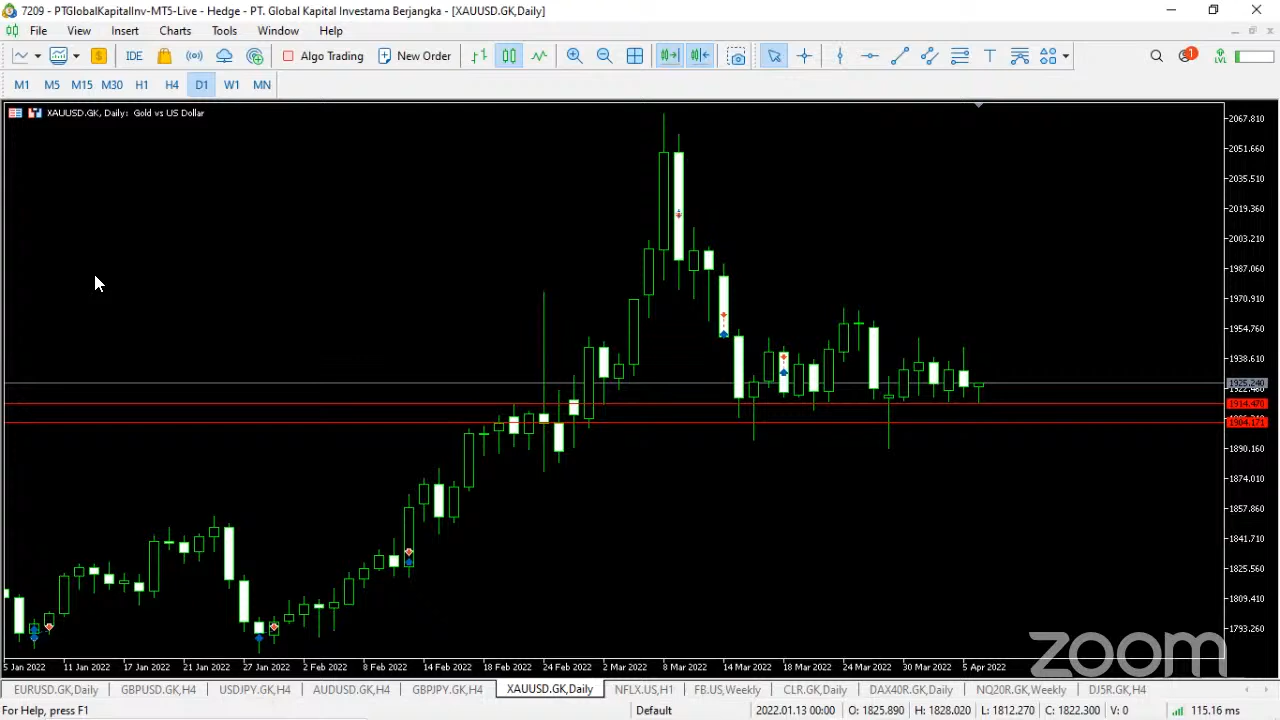 7209 - PTGlobalKapitalInv-MT5-Live - Hedge - PT. Global Kapital Investama Berjangka - [XAUUSD.GK,Daily]
File View Insert Charts Tools Window Help
IDE Algo Trading New Order 1 LVL
M1 M5 M15 M30 H1 H4 D1 W1 MN
XAUUSD.GK, Daily: Gold vs US Dollar
2067.810
2051.660
2035.510
2019.360
2003.210
1987.060
1970.910
1954.760
1938.610
1925.240
1914.470
1904.171
1890.160
1874.010
1857.860
1841.710
1825.560
1809.410
1793.260
5 Jan 2022 11 Jan 2022 17 Jan 2022 21 Jan 2022 27 Jan 2022 2 Feb 2022 8 Feb 2022 14 Feb 2022 18 Feb 2022 24 Feb 2022 2 Mar 2022 8 Mar 2022 14 Mar 2022 18 Mar 2022 24 Mar 2022 30 Mar 2022 5 Apr 2022
zoom
EURUSD.GK,Daily GBPUSD.GK,H4 USDJPY.GK,H4 AUDUSD.GK,H4 GBPJPY.GK,H4 XAUUSD.GK,Daily NFLX.US,H1 FB.US,Weekly CLR.GK,Daily DAX40R.GK,Daily NQ20R.GK,Weekly DJ5R.GK,H4
For Help, press F1 Default 2022.01.13 00:00 O: 1825.890 H: 1828.020 L: 1812.270 C: 1822.300 V: 0 115.16 ms